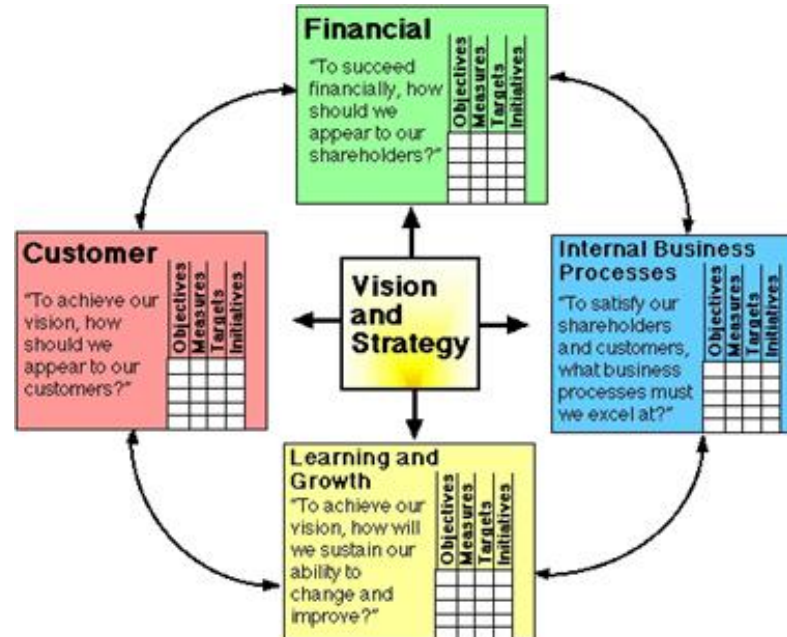 Financial
"To succeed
financially, how
should we
appear to our
shareholders?"
Objectives
Measures
Targets
Initiatives
Customer
"To achieve our
vision, how
should we
appear to our
customers?"
Objectives
Measures
Targets
Initiatives
Vision
and
Strategy
Internal Business
Processes
"To satisfy our
shareholders
and customers,
what business
processes must
we excel at?"
Objectives
Measures
Targets
Initiatives
Learning and
Growth
"To achieve our
vision, how will
we sustain our
ability to
change and
improve?"
Objectives
Measures
Targets
Initiatives